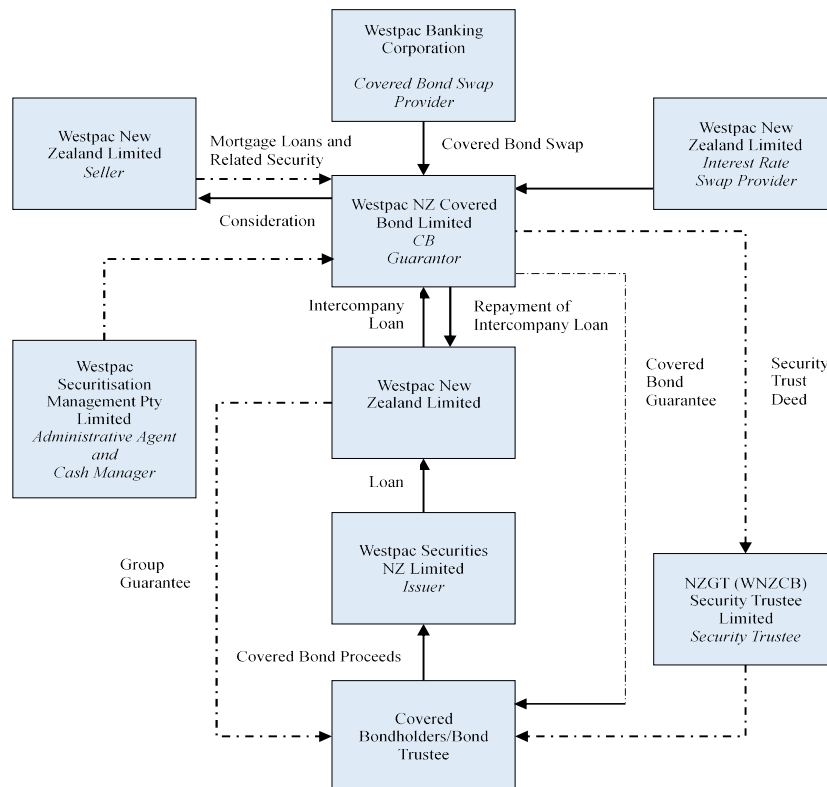 Westpac Banking
Corporation
Covered Bond Swap
Provider
Westpac New
Zealand Limited
Seller
Mortgage Loans and
Related Security
Consideration
Covered Bond Swap
Westpac New
Zealand Limited
Interest Rate
Swap Provider
Westpac NZ Covered
Bond Limited
CB
Guarantor
Intercompany
Loan
Repayment of
Intercompany Loan
Westpac
Securitisation
Management Pty
Limited
Administrative Agent
and
Cash Manager
Westpac New
Zealand Limited
Covered
Bond
Guarantee
Security
Trust
Deed
Loan
Group
Guarantee
Westpac Securities
NZ Limited
Issuer
NZGT (WNZCB)
Security Trustee
Limited
Security Trustee
Covered Bond Proceeds
Covered
Bondholders/Bond
Trustee